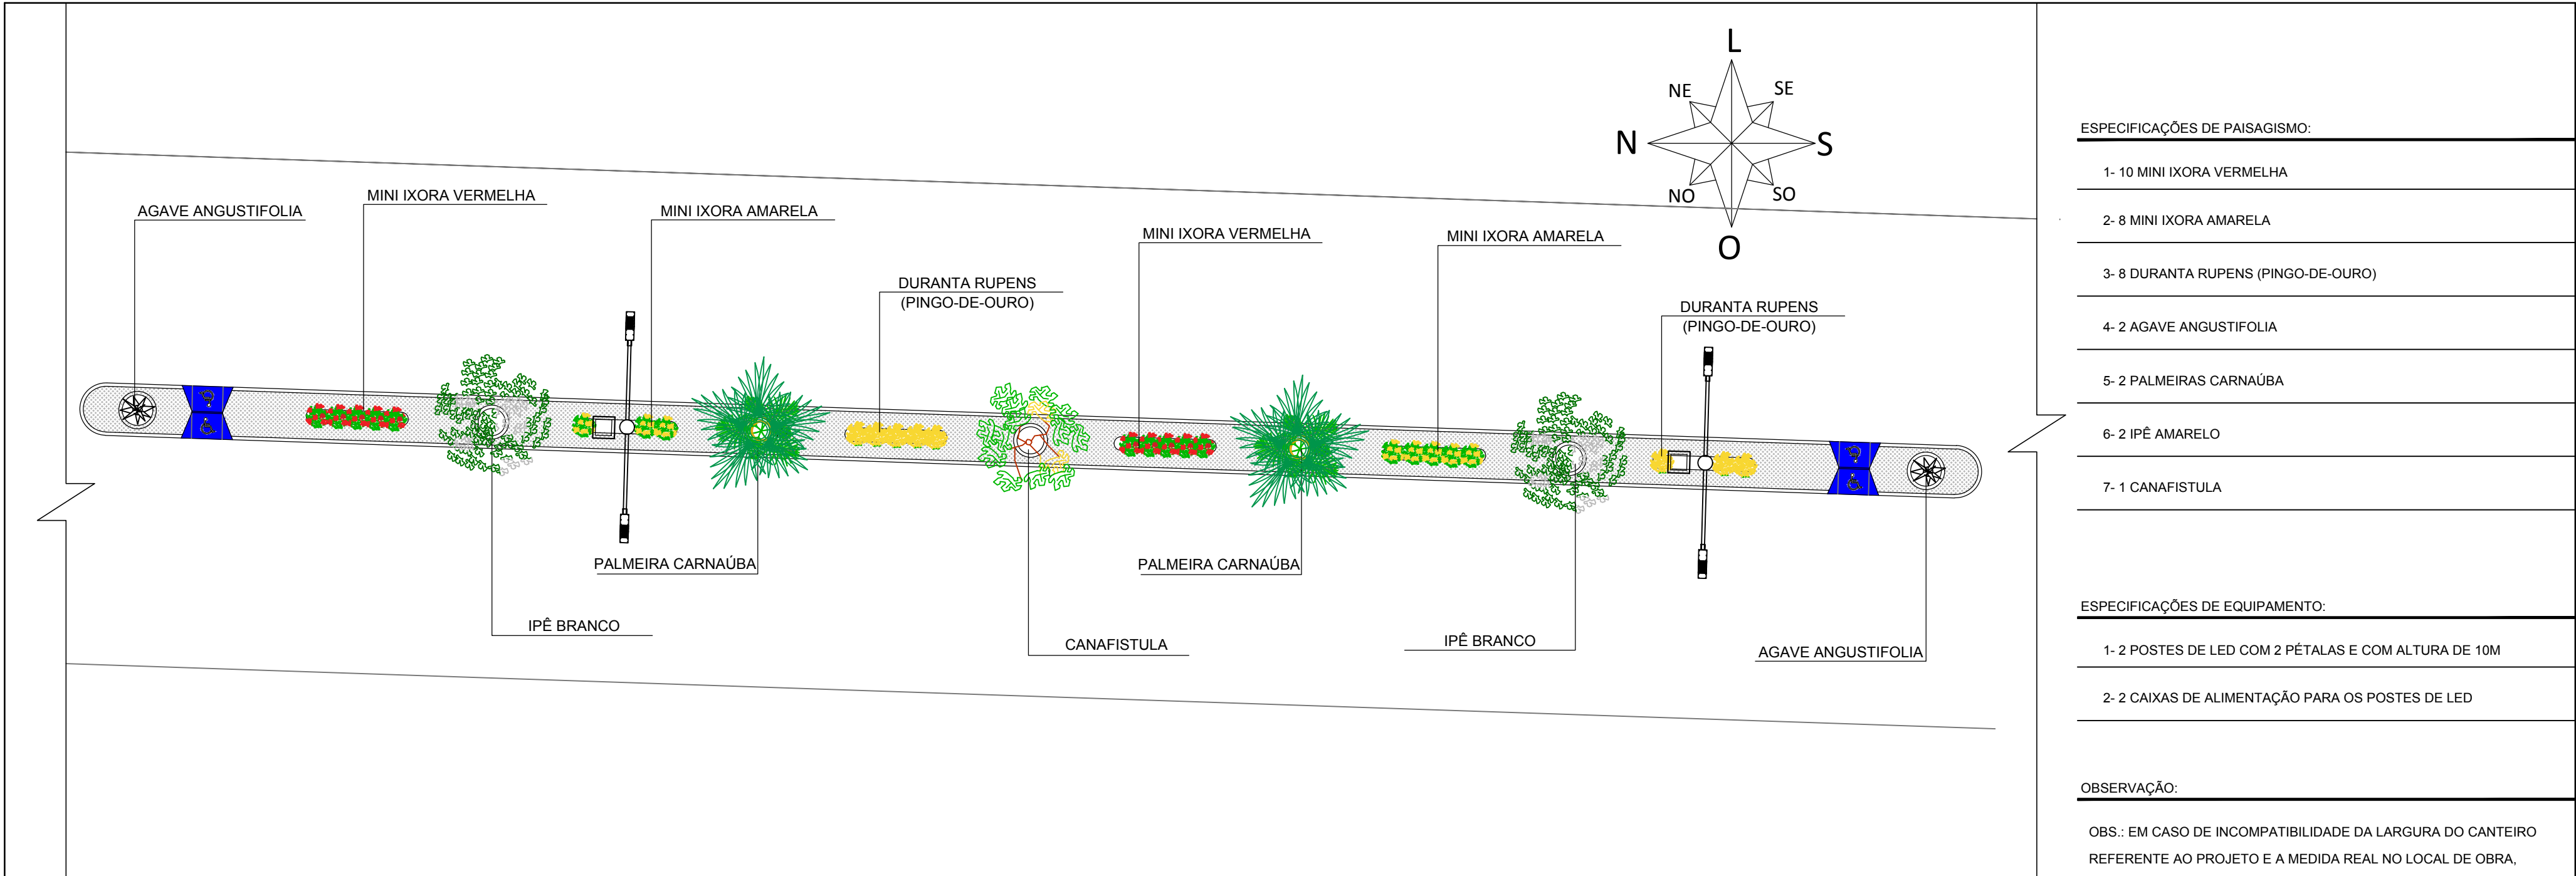 L
NE
SE
N
S
NO
SO
O
AGAVE ANGUSTIFOLIA
MINI IXORA VERMELHA
MINI IXORA AMARELA
DURANTA RUPENS
(PINGO-DE-OURO)
MINI IXORA VERMELHA
MINI IXORA AMARELA
DURANTA RUPENS
(PINGO-DE-OURO)
PALMEIRA CARNAÚBA
PALMEIRA CARNAÚBA
IPÊ BRANCO
CANAFISTULA
IPÊ BRANCO
AGAVE ANGUSTIFOLIA
ESPECIFICAÇÕES DE PAISAGISMO:
1- 10 MINI IXORA VERMELHA
2- 8 MINI IXORA AMARELA
3- 8 DURANTA RUPENS (PINGO-DE-OURO)
4- 2 AGAVE ANGUSTIFOLIA
5- 2 PALMEIRAS CARNAÚBA
6- 2 IPÊ AMARELO
7- 1 CANAFISTULA
ESPECIFICAÇÕES DE EQUIPAMENTO:
1- 2 POSTES DE LED COM 2 PÉTALAS E COM ALTURA DE 10M
2- 2 CAIXAS DE ALIMENTAÇÃO PARA OS POSTES DE LED
OBSERVAÇÃO:
OBS.: EM CASO DE INCOMPATIBILIDADE DA LARGURA DO CANTEIRO
REFERENTE AO PROJETO E A MEDIDA REAL NO LOCAL DE OBRA,